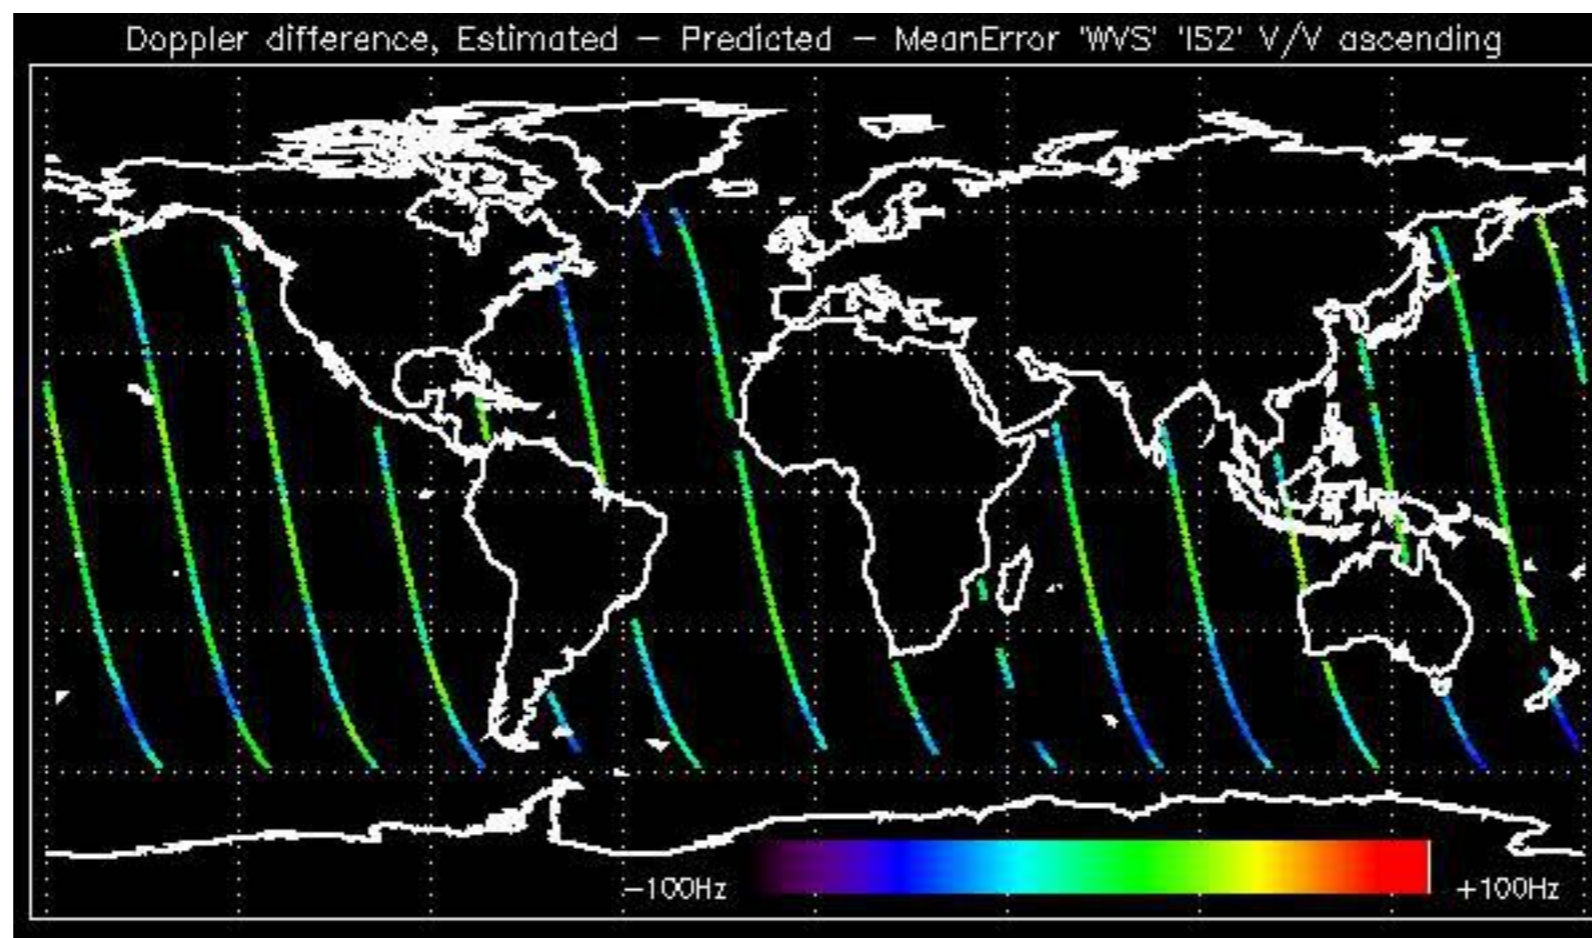 Doppler difference, Estimated - Predicted - MeanError 'WVS' 'IS2' V/V ascending
-100Hz
+100Hz